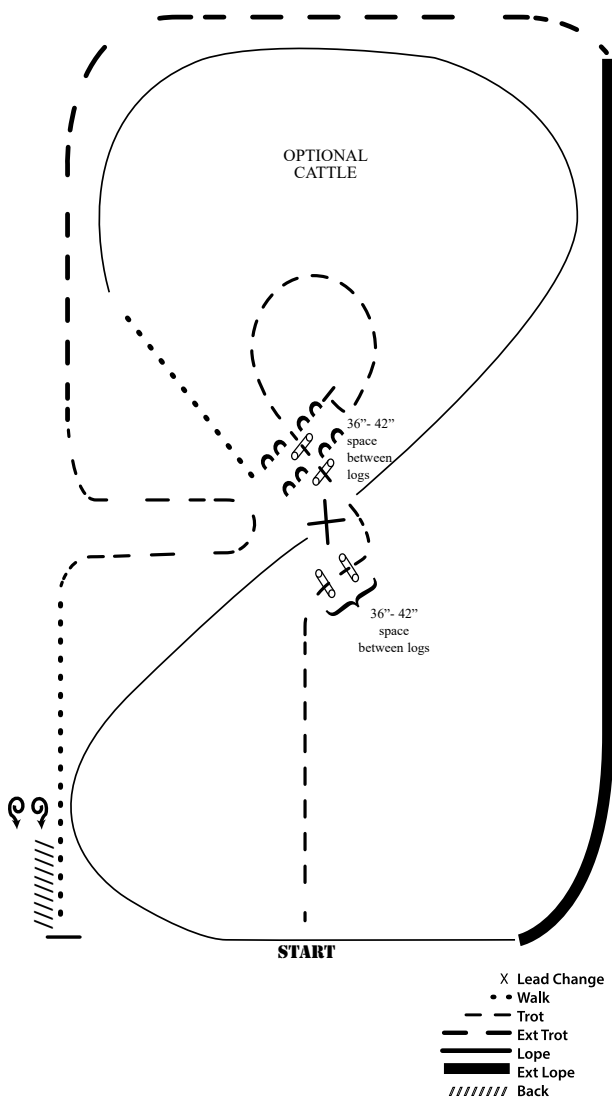 OPTIONAL
CATTLE
36”- 42”
space
between
logs
36”- 42”
space
between logs
START
X Lead Change
Walk
Trot
Ext Trot
Lope
Ext Lope
Back